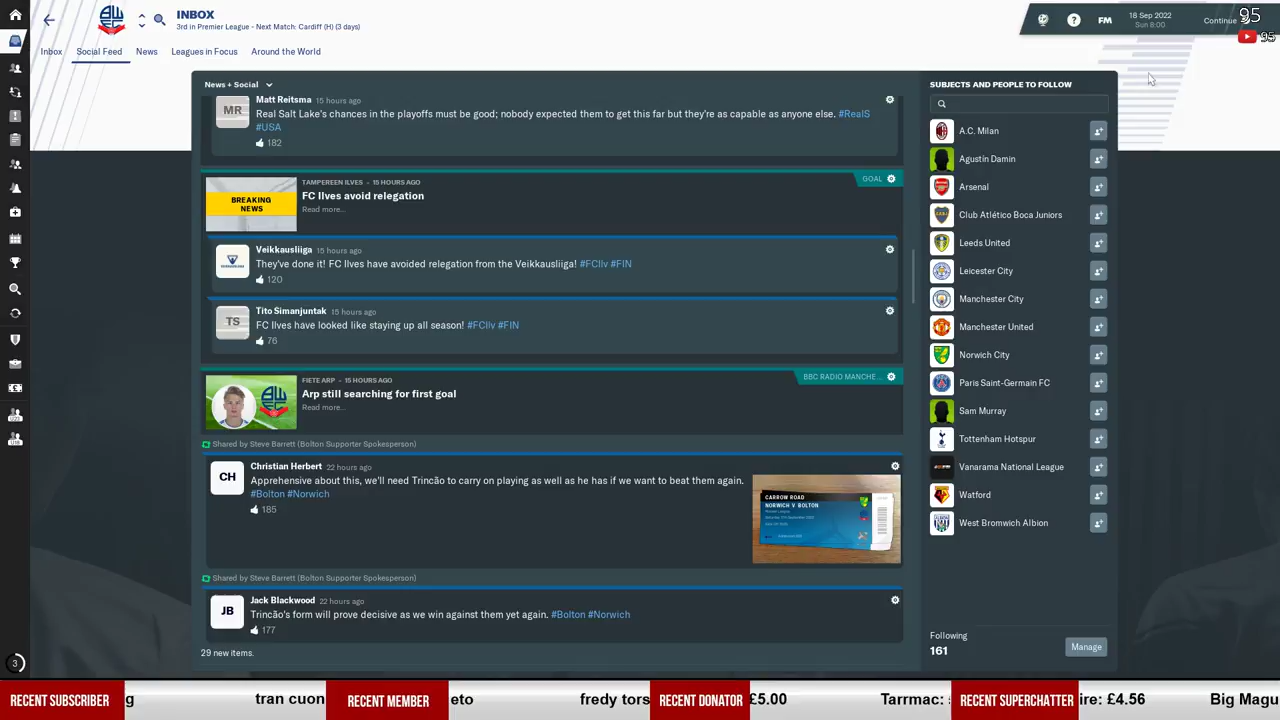 INBOX
3rd in Premier League - Next Match: Cardiff (H) (3 days)
FM
18 Sep 2022
Sun 8:00
Continue
95
95
Inbox
Social Feed
News
Leagues in Focus
Around the World
News + Social
MR
Matt Reitsma 15 hours ago
Real Salt Lake's chances in the playoffs must be good; nobody expected them to get this far but they're as capable as anyone else. #RealS
#USA
182
BREAKING
NEWS
TAMPEREEN ILVES - 15 HOURS AGO
GOAL
FC Ilves avoid relegation
Read more...
Veikkausliiga 15 hours ago
They've done it! FC Ilves have avoided relegation from the Veikkausliiga! #FCIlv #FIN
120
TS
Tito Simanjuntak 15 hours ago
FC Ilves have looked like staying up all season! #FCIlv #FIN
76
FIETE ARP - 15 HOURS AGO
BBC RADIO MANCHE...
Arp still searching for first goal
Read more...
Shared by Steve Barrett (Bolton Supporter Spokesperson)
CH
Christian Herbert 22 hours ago
Apprehensive about this, we'll need Trincão to carry on playing as well as he has if we want to beat them again.
#Bolton #Norwich
185
CARROW ROAD
NORWICH V BOLTON
Shared by Steve Barrett (Bolton Supporter Spokesperson)
JB
Jack Blackwood 22 hours ago
Trincão's form will prove decisive as we win against them yet again. #Bolton #Norwich
177
29 new items.
SUBJECTS AND PEOPLE TO FOLLOW
A.C. Milan
Agustín Damin
Arsenal
Club Atlético Boca Juniors
Leeds United
Leicester City
Manchester City
Manchester United
Norwich City
Paris Saint-Germain FC
Sam Murray
Tottenham Hotspur
Vanarama National League
Watford
West Bromwich Albion
Following
161
Manage
3
RECENT SUBSCRIBER
g
tran cuon
RECENT MEMBER
eto
fredy tors
RECENT DONATOR
£5.00
Tarrmac:
RECENT SUPERCHATTER
ire: £4.56
Big Magu